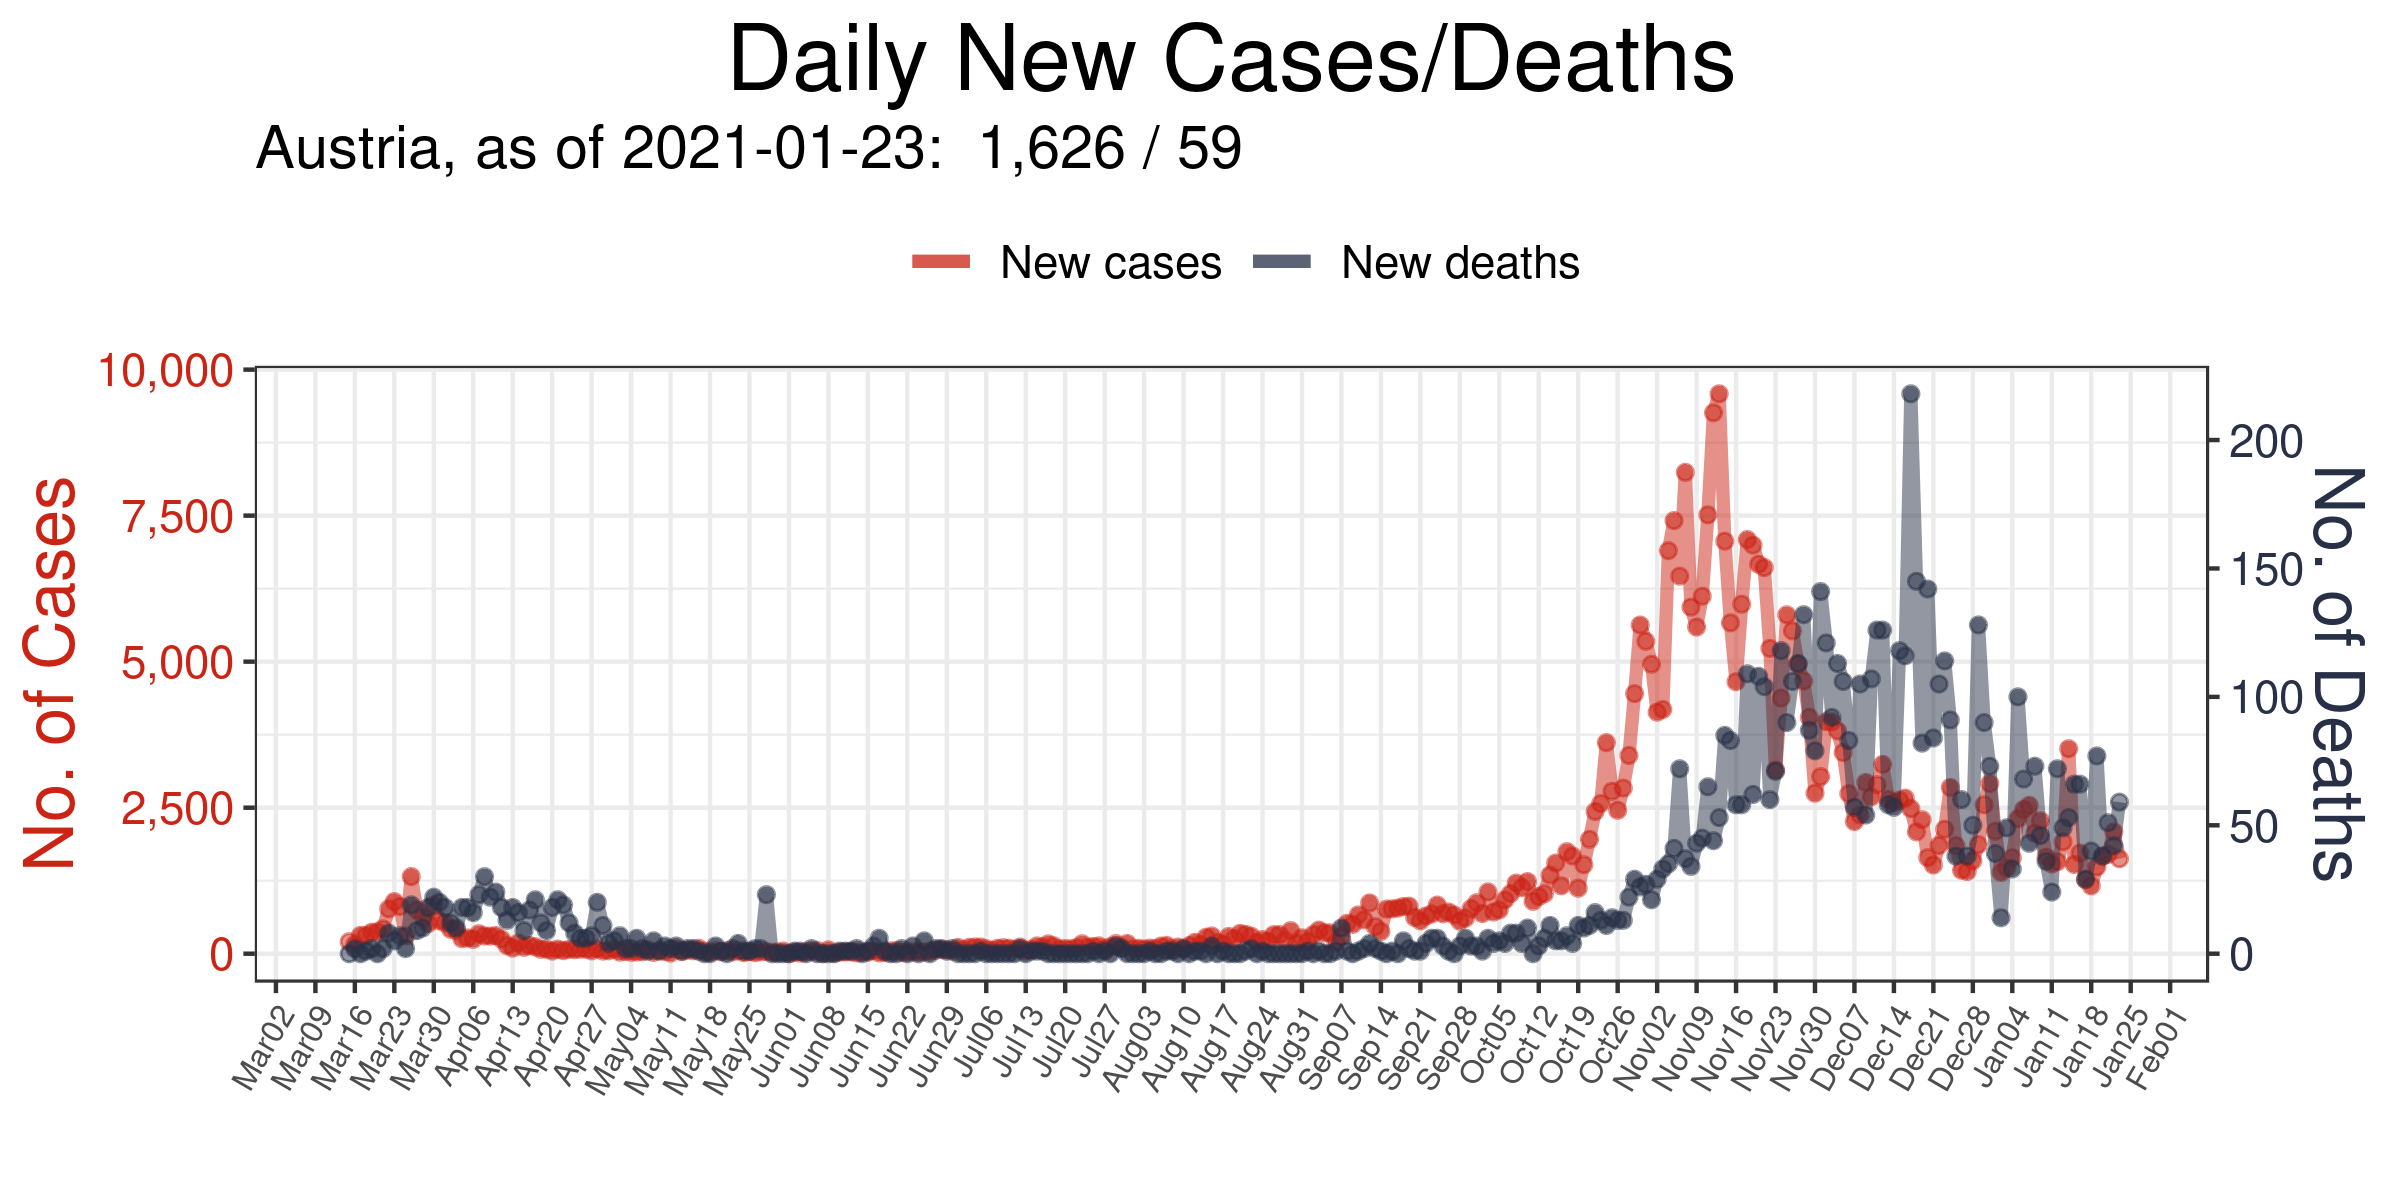 Daily New Cases/Deaths
Austria, as of 2021-01-23:  1,626 / 59
New cases
New deaths
No. of Cases
10,000
7,500
5,000
2,500
0
200
150
100
50
0
No. of Deaths
Mar02
Mar09
Mar16
Mar23
Mar30
Apr06
Apr13
Apr20
Apr27
May04
May11
May18
May25
Jun01
Jun08
Jun15
Jun22
Jun29
Jul06
Jul13
Jul20
Jul27
Aug03
Aug10
Aug17
Aug24
Aug31
Sep07
Sep14
Sep21
Sep28
Oct05
Oct12
Oct19
Oct26
Nov02
Nov09
Nov16
Nov23
Nov30
Dec07
Dec14
Dec21
Dec28
Jan04
Jan11
Jan18
Jan25
Feb01